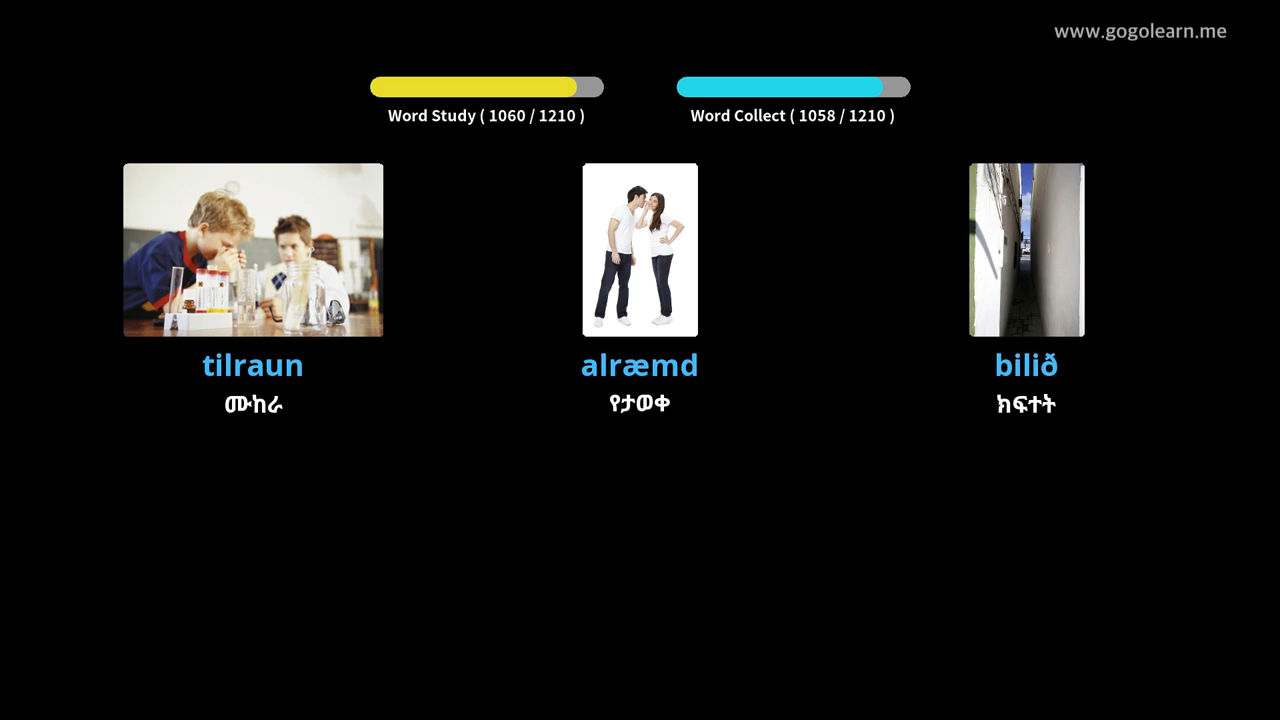 www.gogolearn.me
Word Study ( 1060 / 1210 )
Word Collect ( 1058 / 1210 )
tilraun
alræmd
bilið
ሙከራ
የታወቀ
ክፍተት